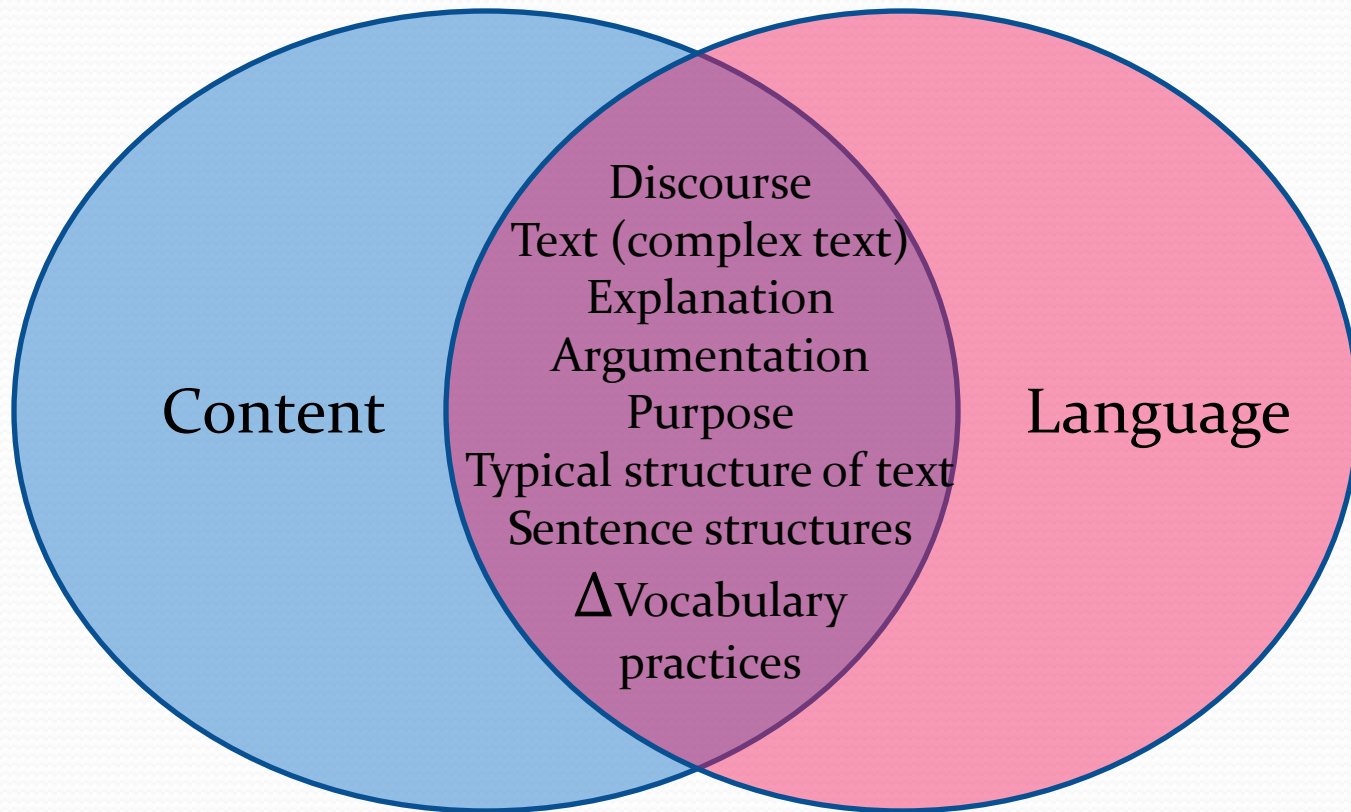 Discourse
Text (complex text)
Explanation
Argumentation
Content
Purpose
Language
Typical structure of text
Sentence structures
ΔVocabulary
practices